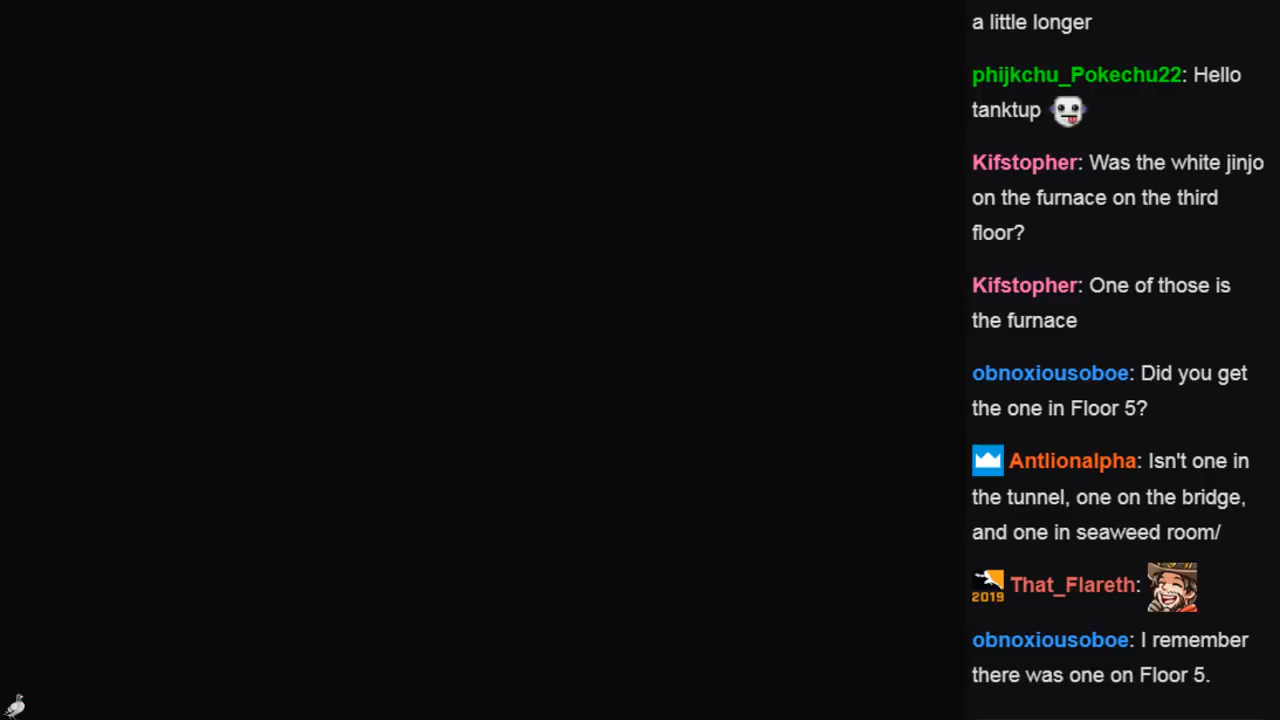 a little longer
phijkchu_Pokechu22: Hello
tanktup
Kifstopher: Was the white jinjo
on the furnace on the third
floor?
Kifstopher: One of those is
the furnace
obnoxiousoboe: Did you get
the one in Floor 5?
Antlionalpha: Isn't one in
the tunnel, one on the bridge,
and one in seaweed room/
2019 That_Flareth:
obnoxiousoboe: I remember
there was one on Floor 5.